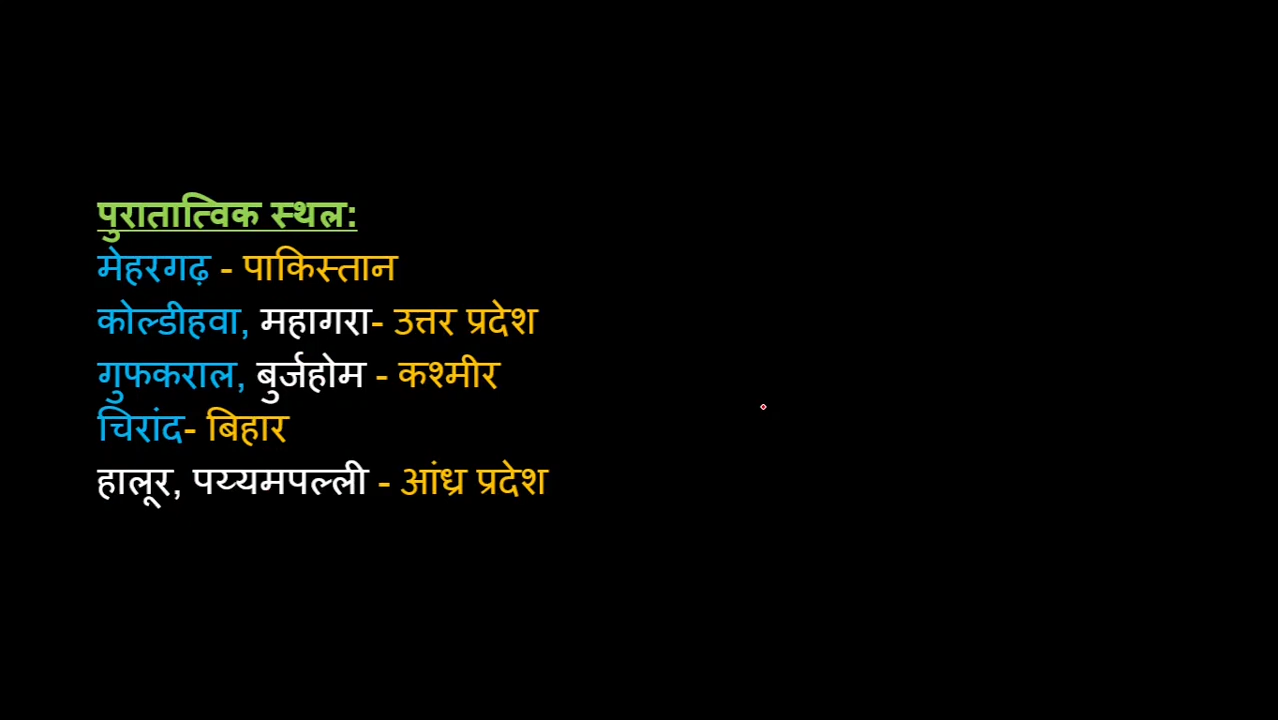 पुरातात्विक स्थल:
मेहरगढ़ - पाकिस्तान
कोल्डीहवा, महागरा- उत्तर प्रदेश
गुफकराल, बुर्जहोम - कश्मीर
चिरांद- बिहार
हालूर, पय्यमपल्ली - आंध्र प्रदेश